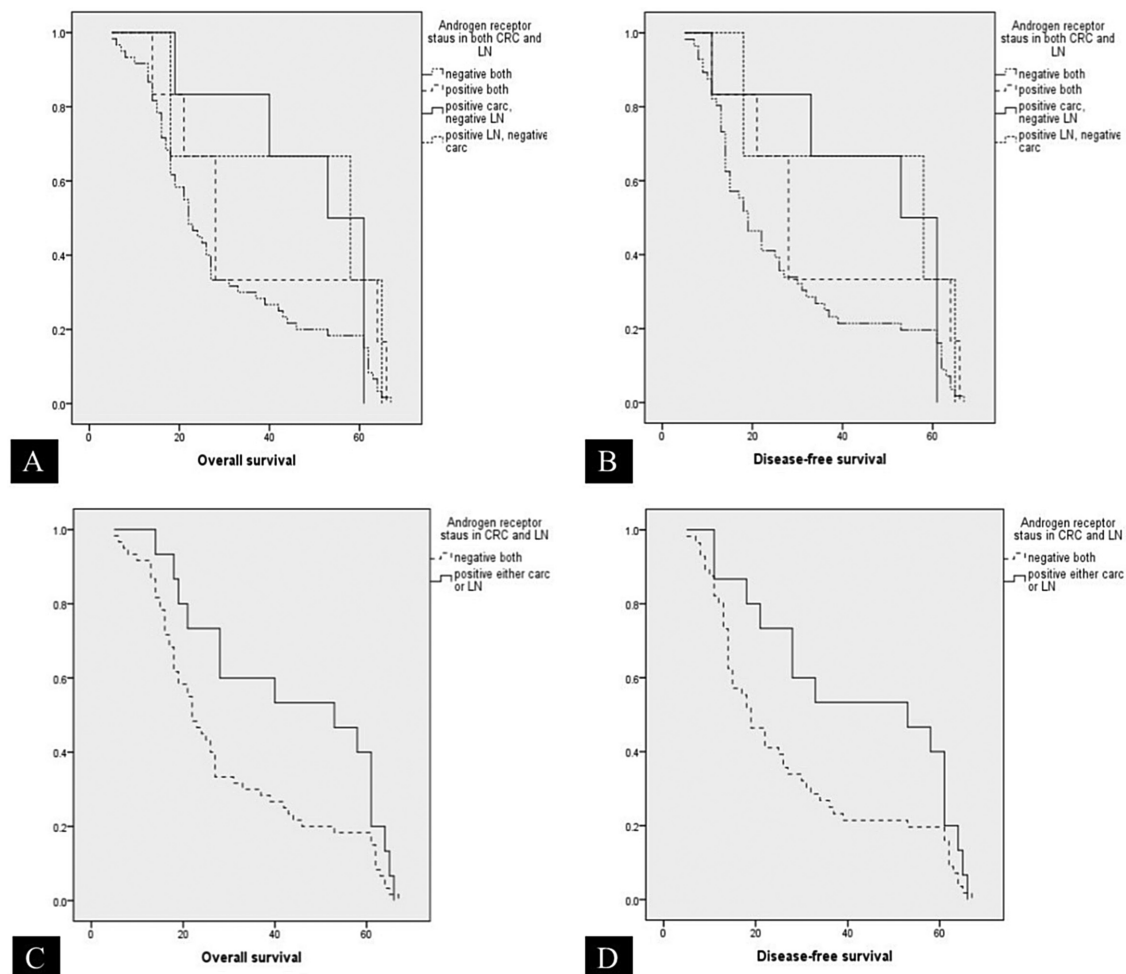 Androgen receptor
staus in both CRC and
LN
negative both
positive both
positive carc,
negative LN
positive LN, negative
carc
1.0
0.8
0.6
0.4
0.2
0.0
0 20 40 60
Overall survival
A
Androgen receptor
staus in both CRC and
LN
negative both
positive both
positive carc,
negative LN
positive LN, negative
carc
1.0
0.8
0.6
0.4
0.2
0.0
0 20 40 60
Disease-free survival
B
Androgen receptor
staus in CRC and LN
negative both
positive either carc
or LN
1.0
0.8
0.6
0.4
0.2
0.0
0 20 40 60
Overall survival
C
Androgen receptor
staus in CRC and LN
negative both
positive either carc
or LN
1.0
0.8
0.6
0.4
0.2
0.0
0 20 40 60
Disease-free survival
D